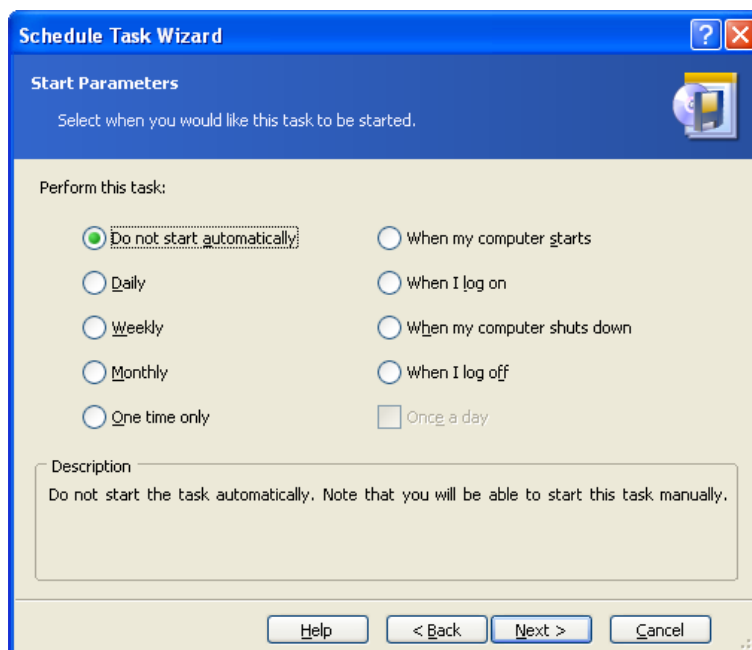 Schedule Task Wizard
Start Parameters
Select when you would like this task to be started.
Perform this task:
Do not start automatically
When my computer starts
Daily
When I log on
Weekly
When my computer shuts down
Monthly
When I log off
One time only
Once a day
Description
Do not start the task automatically. Note that you will be able to start this task manually.
Help
< Back
Next >
Cancel